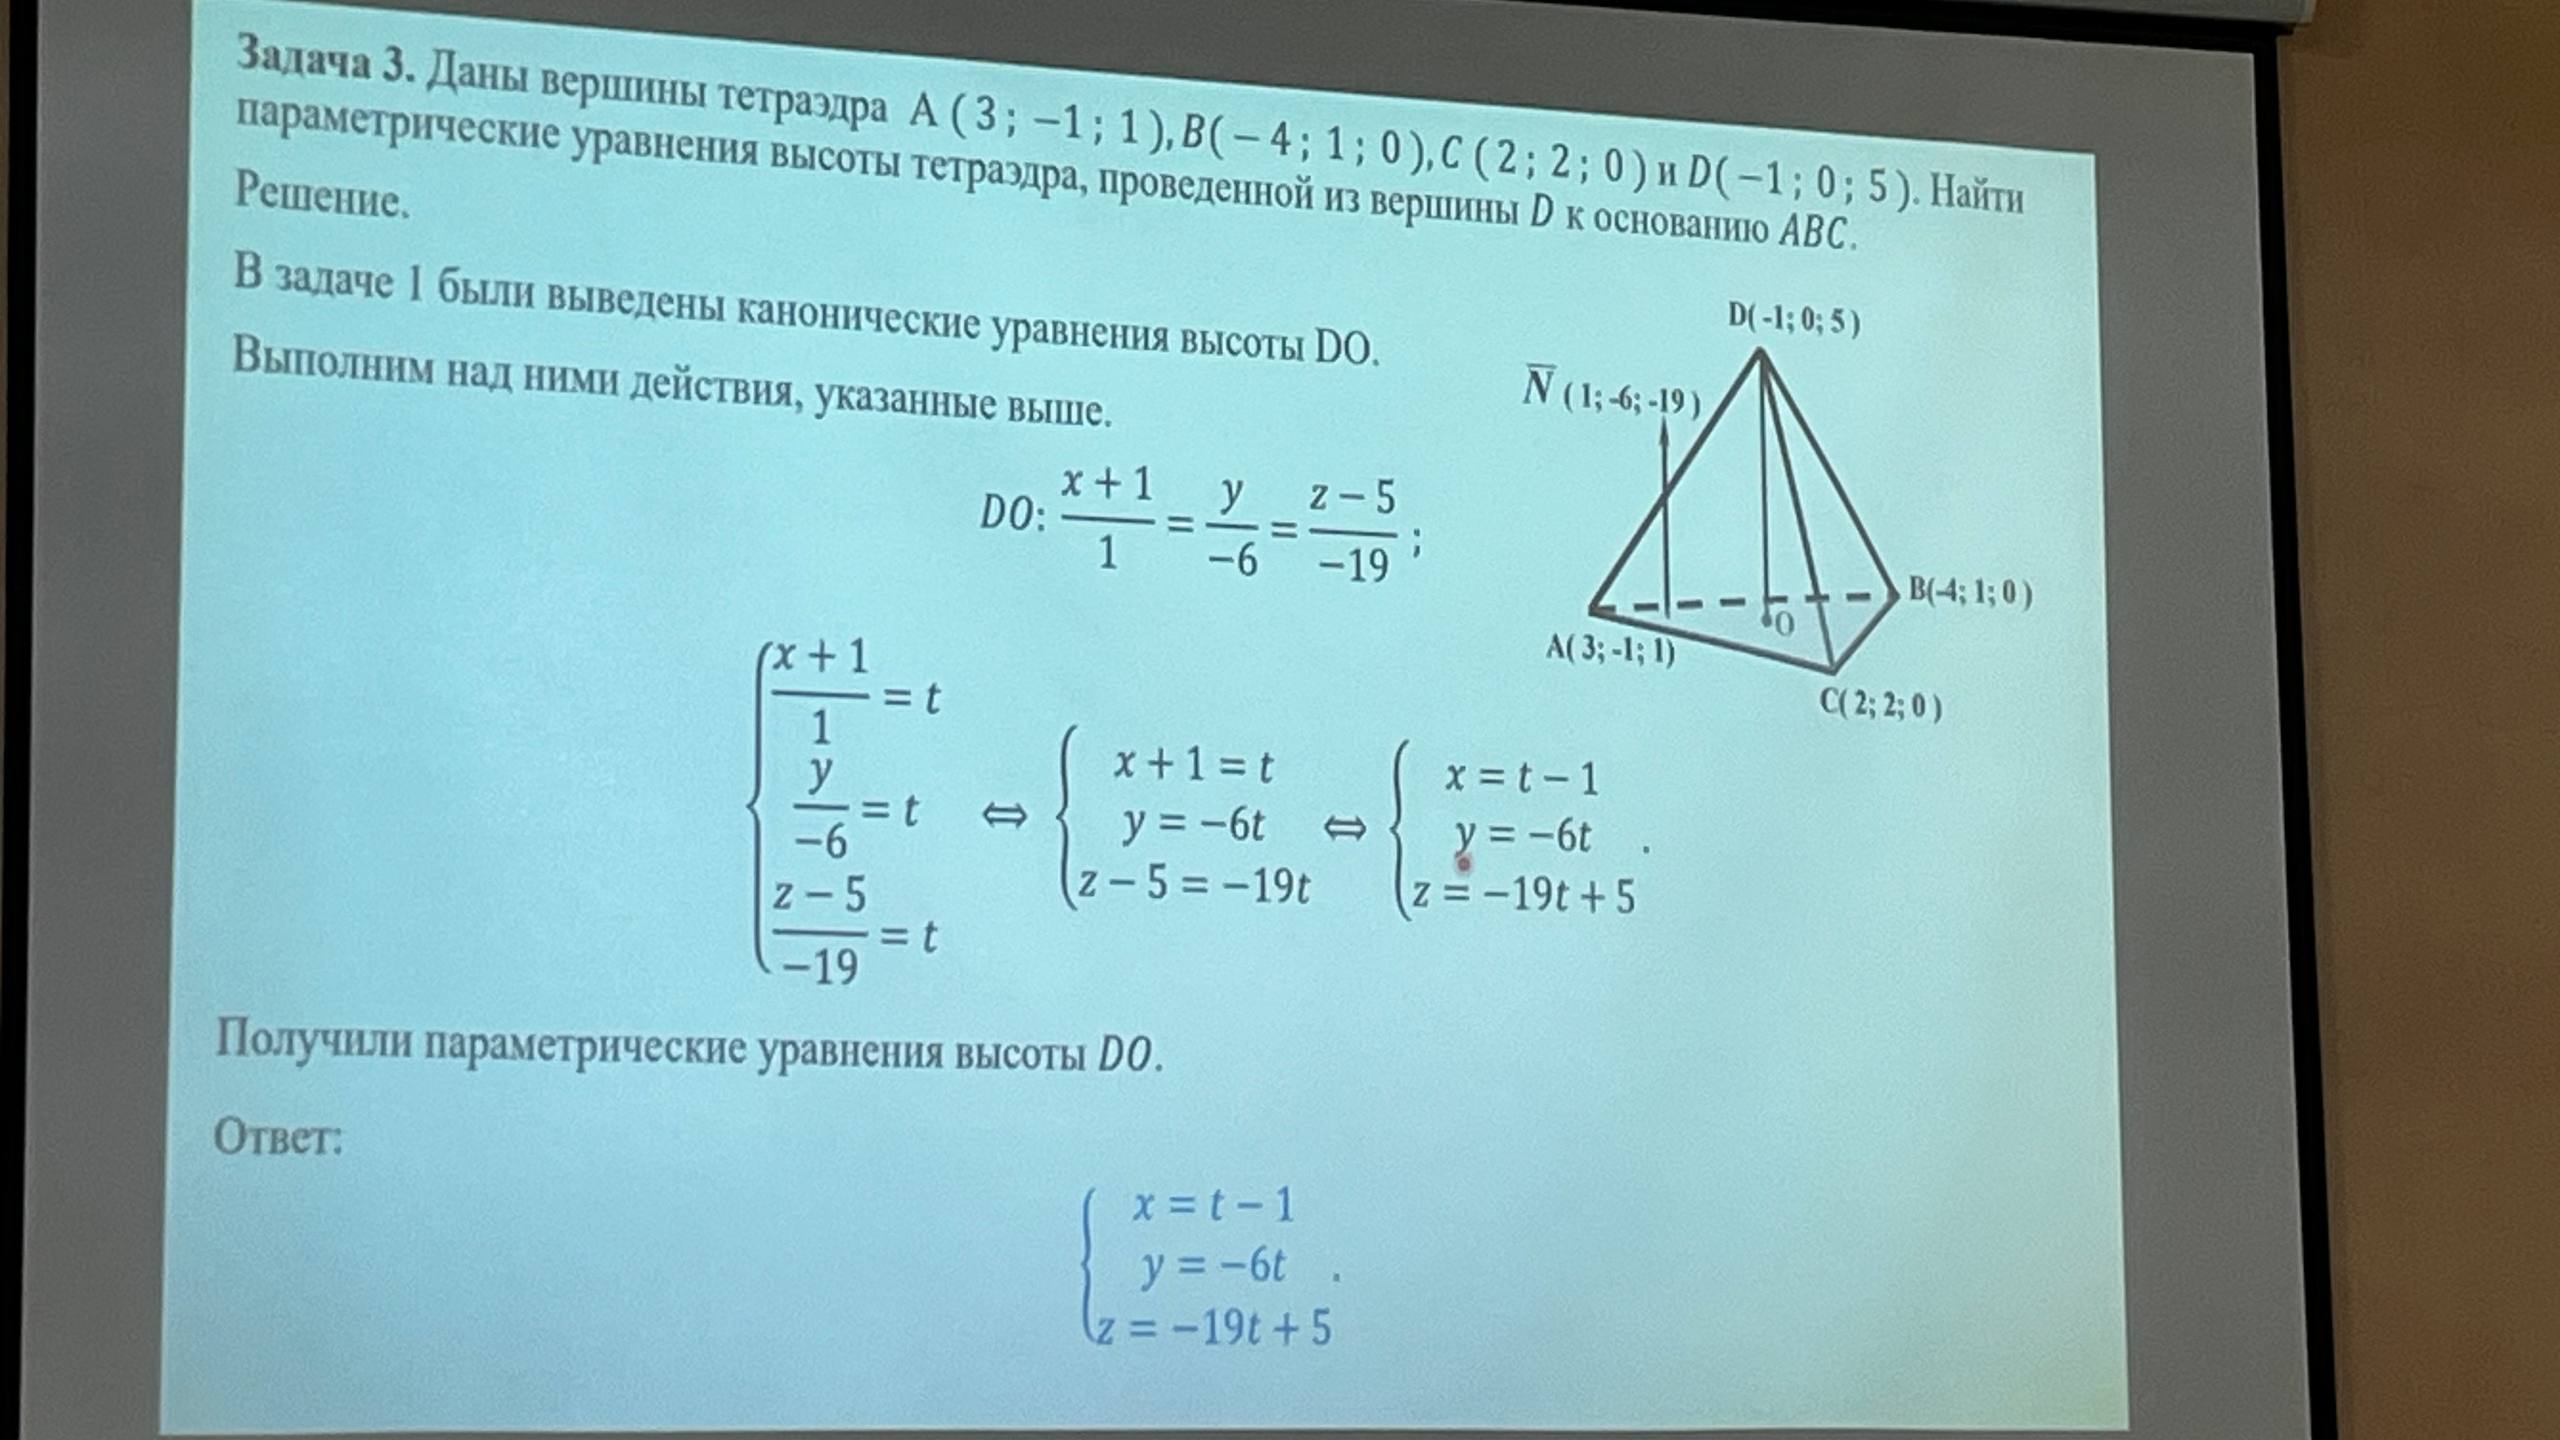 Задача 3. Даны вершины тетраэдра A ( 3 ; −1 ; 1 ), B( − 4 ; 1 ; 0 ), C ( 2 ; 2 ; 0 ) и D( −1 ; 0 ; 5 ). Найти
параметрические уравнения высоты тетраэдра, проведенной из вершины D к основанию ABC.
Решение.
В задаче 1 были выведены канонические уравнения высоты DO.
Выполним над ними действия, указанные выше.
D( -1; 0; 5 )
N̅ ( 1; -6; -19 )
DO: (x + 1)/1 = y/−6 = (z − 5)/−19 ;
B(-4; 1; 0 )
O
A( 3; -1; 1)
C( 2; 2; 0 )
{ (x + 1)/1 = t
y/−6 = t
(z − 5)/−19 = t
⇔ { x + 1 = t
y = −6t
z − 5 = −19t
⇔ { x = t − 1
y = −6t .
z = −19t + 5
Получили параметрические уравнения высоты DO.
Ответ:
{ x = t − 1
y = −6t .
z = −19t + 5